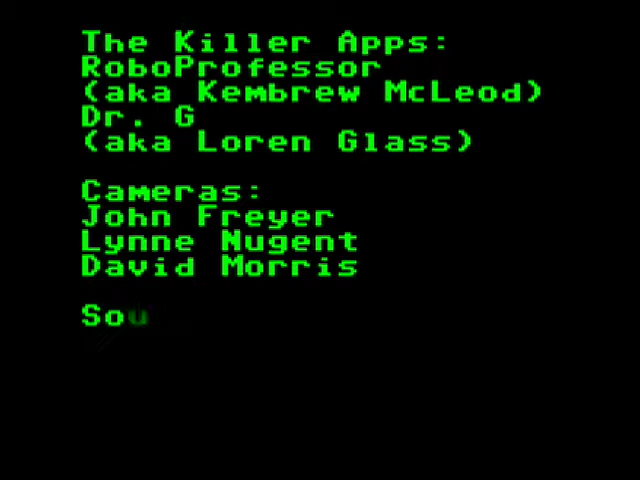 The Killer Apps:
RoboProfessor
(aka Kembrew McLeod)
Dr. G
(aka Loren Glass)
Cameras:
John Freyer
Lynne Nugent
David Morris
Sou